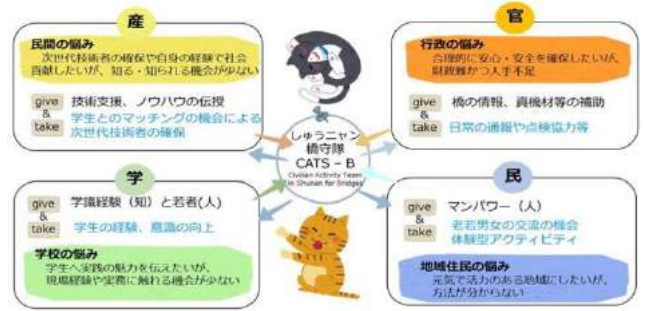 産
民間の悩み
次世代技術者の確保や自身の経験で社会
貢献したいが、知る・知られる機会が少ない
give
&
take
技術支援、ノウハウの伝授
学生とのマッチングの機会による
次世代技術者の確保
官
行政の悩み
合理的に安心・安全を確保したいが、
財政難かつ人手不足
give
&
take
橋の情報、資機材等の補助
日常の通報や点検協力等
しゅうニャン
橋守隊
CATS-B
Civilian Activity Team
in Shunan for Bridges
学
give
&
take
学識経験（知）と若者(人)
学生の経験、意識の向上
学校の悩み
学生へ実践の魅力を伝えたいが、
現場経験や実務に触れる機会が少ない
民
give
&
take
マンパワー（人）
老若男女の交流の機会
体験型アクティビティ
地域住民の悩み
元気で活力のある地域にしたいが、
方法が分からない